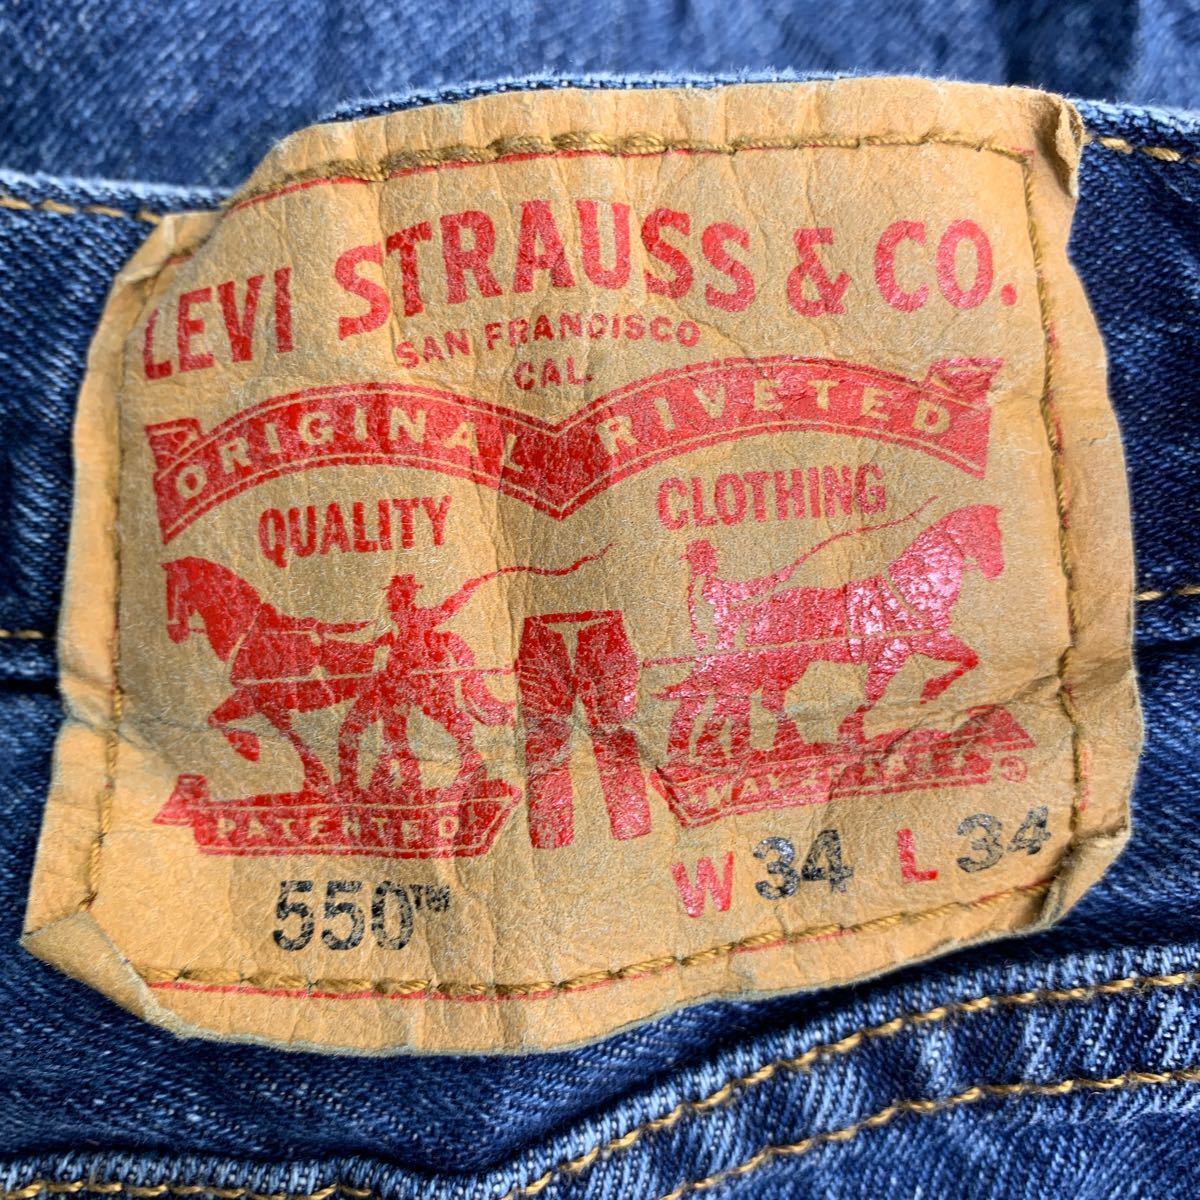 LEVI STRAUSS & CO.
SAN FRANCISCO
CAL.
ORIGINAL RIVETED
QUALITY CLOTHING
PATENTED
®
550™ W 34 L 34